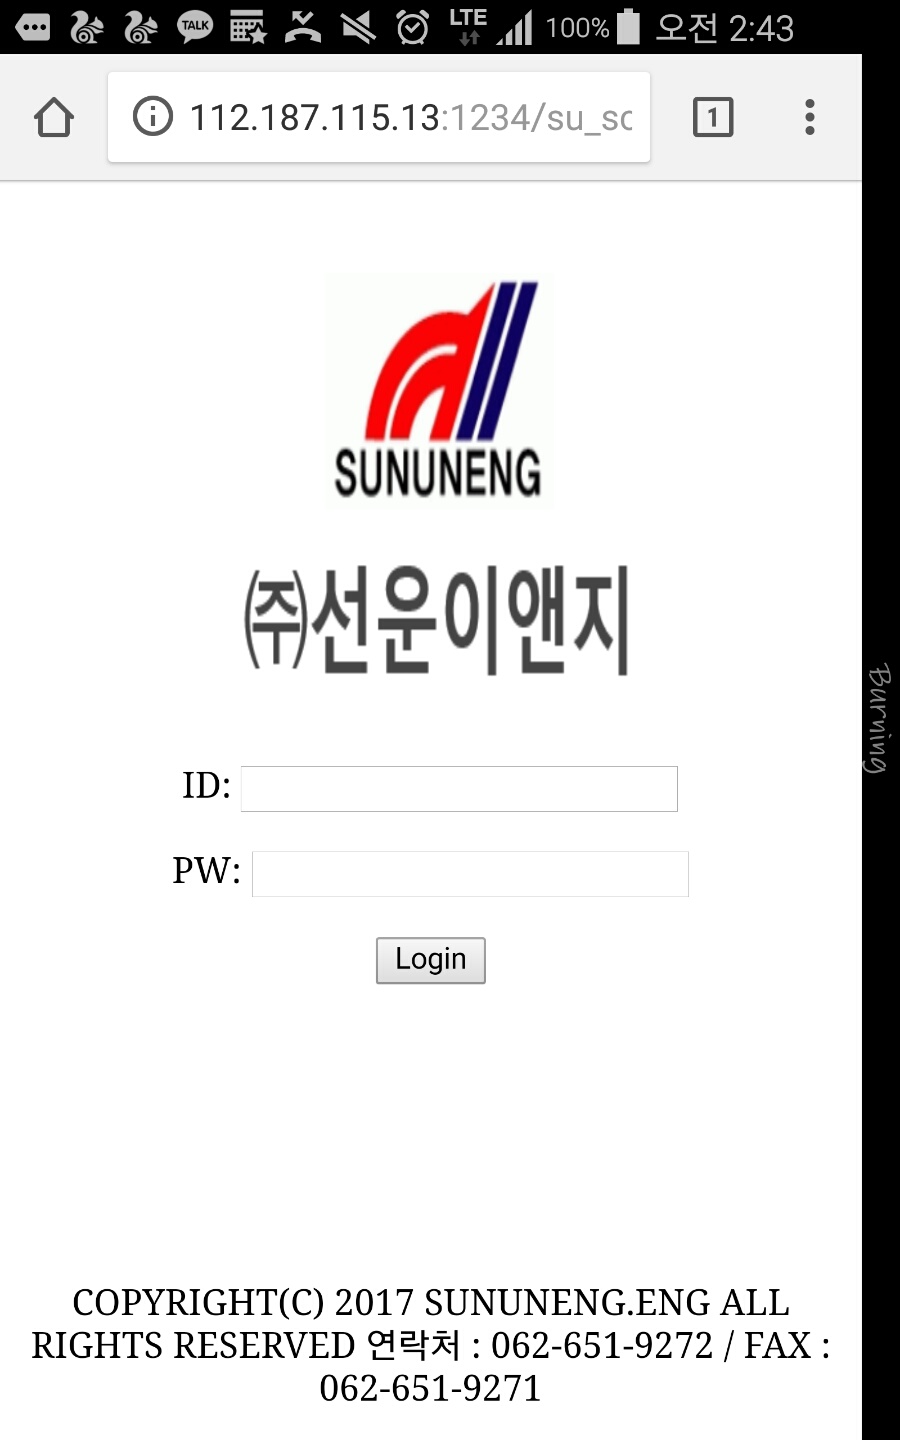 TALK LTE 100% 오전 2:43
112.187.115.13:1234/su_sc 1
SUNUNENG
㈜선운이앤지
Burning
ID:
PW:
Login
COPYRIGHT(C) 2017 SUNUNENG.ENG ALL
RIGHTS RESERVED 연락처 : 062-651-9272 / FAX :
062-651-9271